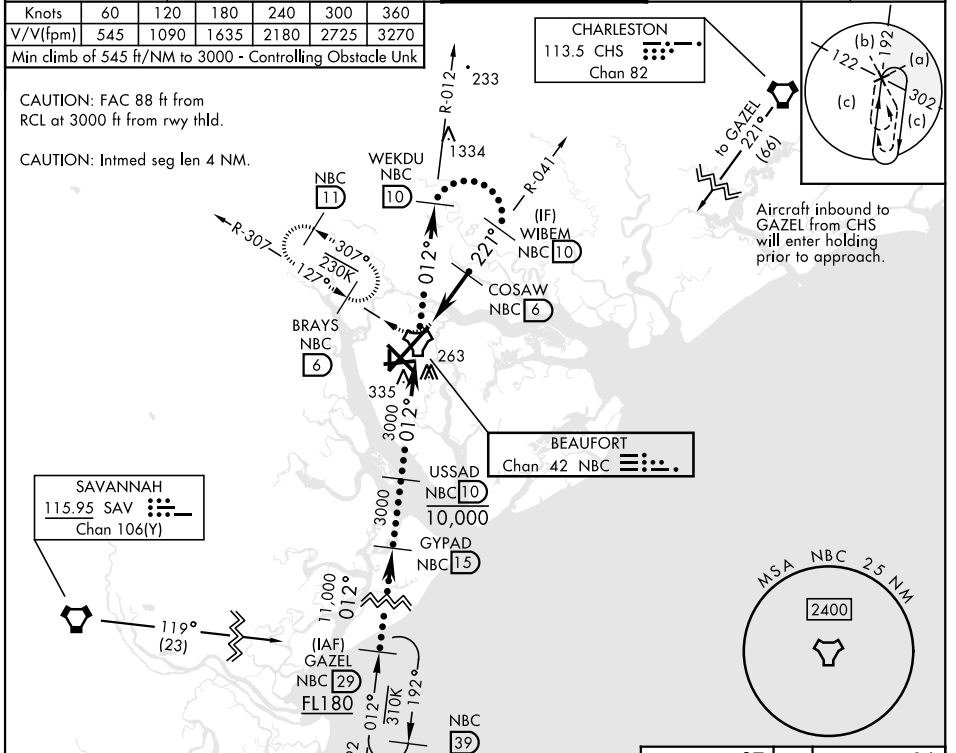 Knots 60 120 180 240 300 360
V/V(fpm) 545 1090 1635 2180 2725 3270
Min climb of 545 ft/NM to 3000 - Controlling Obstacle Unk
CAUTION: FAC 88 ft from
RCL at 3000 ft from rwy thld.
CAUTION: Intmed seg len 4 NM.
CHARLESTON
113.5 CHS
Chan 82
to GAZEL
221°
(66)
192
(b)
(a)
122
302
(c)
(c)
Aircraft inbound to
GAZEL from CHS
will enter holding
prior to approach.
R-012
233
1334
WEKDU
NBC
10
NBC
11
R-041
(IF)
WIBEM
NBC 10
R-307
307°
230K
127°
012°
221°
COSAW
NBC 6
BRAYS
NBC
6
263
335
3000
012°
BEAUFORT
Chan 42 NBC
USSAD
NBC 10
10,000
3000
GYPAD
NBC 15
SAVANNAH
115.95 SAV
Chan 106(Y)
11,000
012°
119°
(23)
(IAF)
GAZEL
NBC 29
FL180
012°
310K
192°
NBC
39
MSA NBC 25 NM
2400